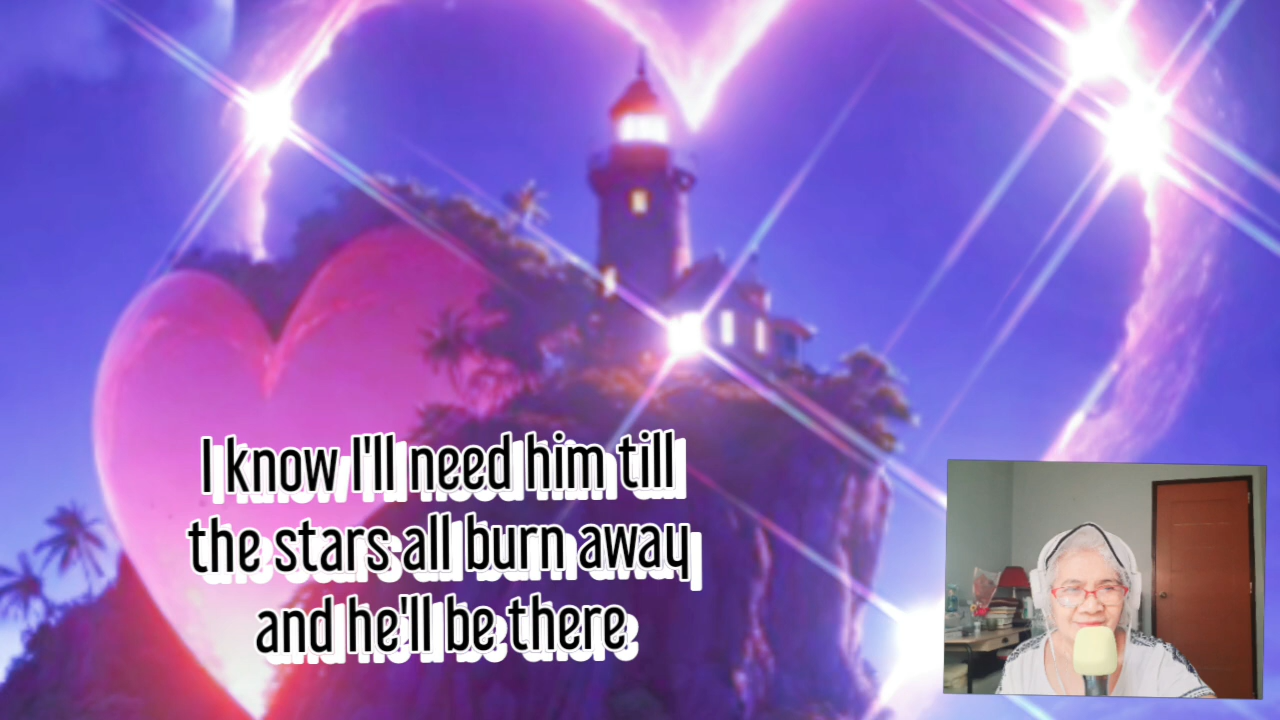 I know I'll need him till
the stars all burn away
and he'll be there